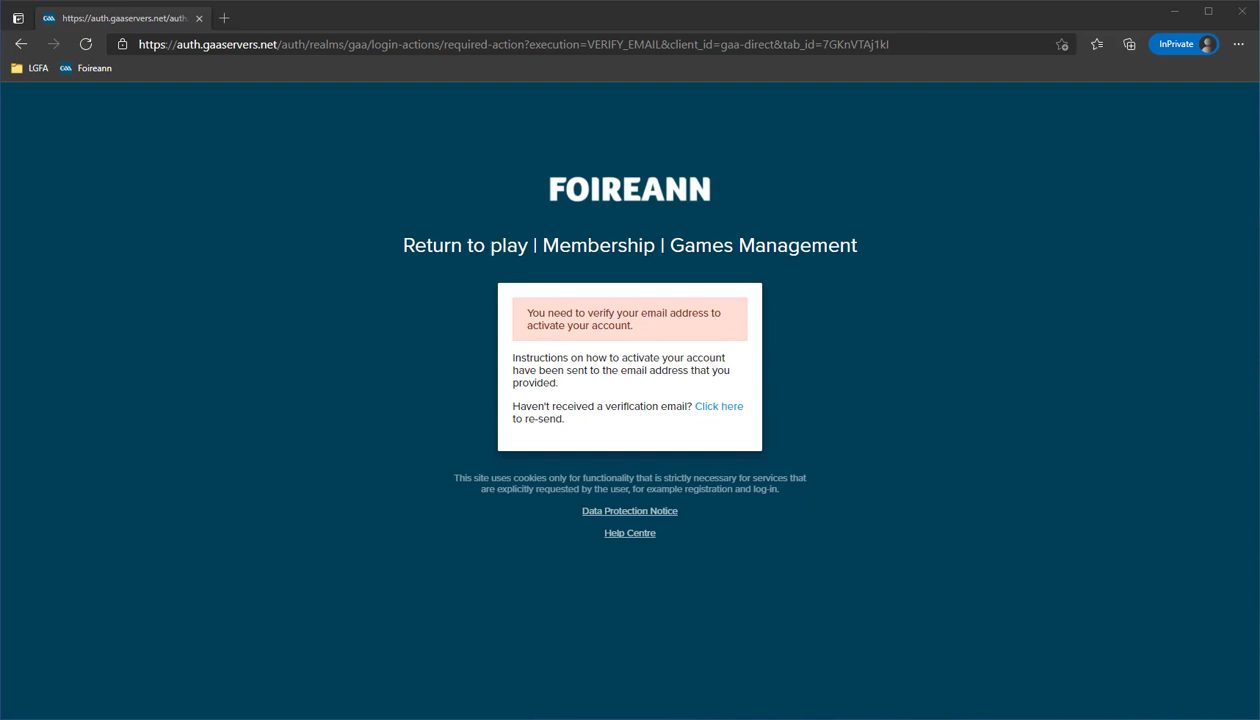 https://auth.gaaservers.net/auth
https://auth.gaaservers.net/auth/realms/gaa/login-actions/required-action?execution=VERIFY_EMAIL&client_id=gaa-direct&tab_id=7GKnVTAj1kI
InPrivate
LGFA
GAA
Foireann
FOIREANN
Return to play | Membership | Games Management
You need to verify your email address to
activate your account.
Instructions on how to activate your account
have been sent to the email address that you
provided.
Haven't received a verification email? Click here
to re-send.
This site uses cookies only for functionality that is strictly necessary for services that
are explicitly requested by the user, for example registration and log-in.
Data Protection Notice
Help Centre